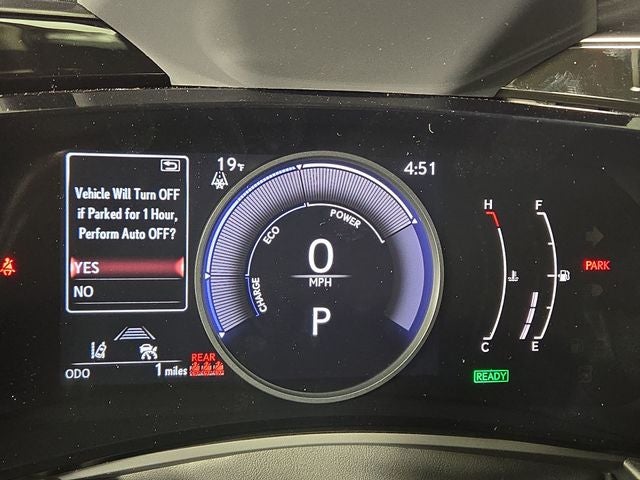 Vehicle Will Turn OFF
if Parked for 1 Hour,
Perform Auto OFF?
YES
NO
ODO
1 miles
REAR
19°F
4:51
ECO
POWER
CHARGE
0
MPH
P
H
C
F
E
READY
PARK